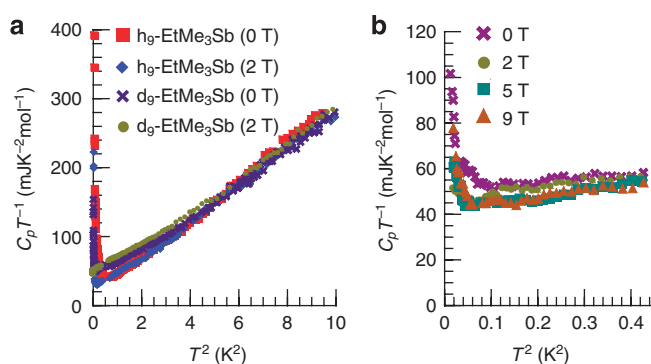 a
h₉-EtMe₃Sb (0 T)
h₉-EtMe₃Sb (2 T)
d₉-EtMe₃Sb (0 T)
d₉-EtMe₃Sb (2 T)
400
300
200
100
0
CₚT⁻¹ (mJK⁻²mol⁻¹)
0 2 4 6 8 10
T² (K²)
b
0 T
2 T
5 T
9 T
120
100
80
60
40
20
0
CₚT⁻¹ (mJK⁻²mol⁻¹)
0 0.1 0.2 0.3 0.4
T² (K²)